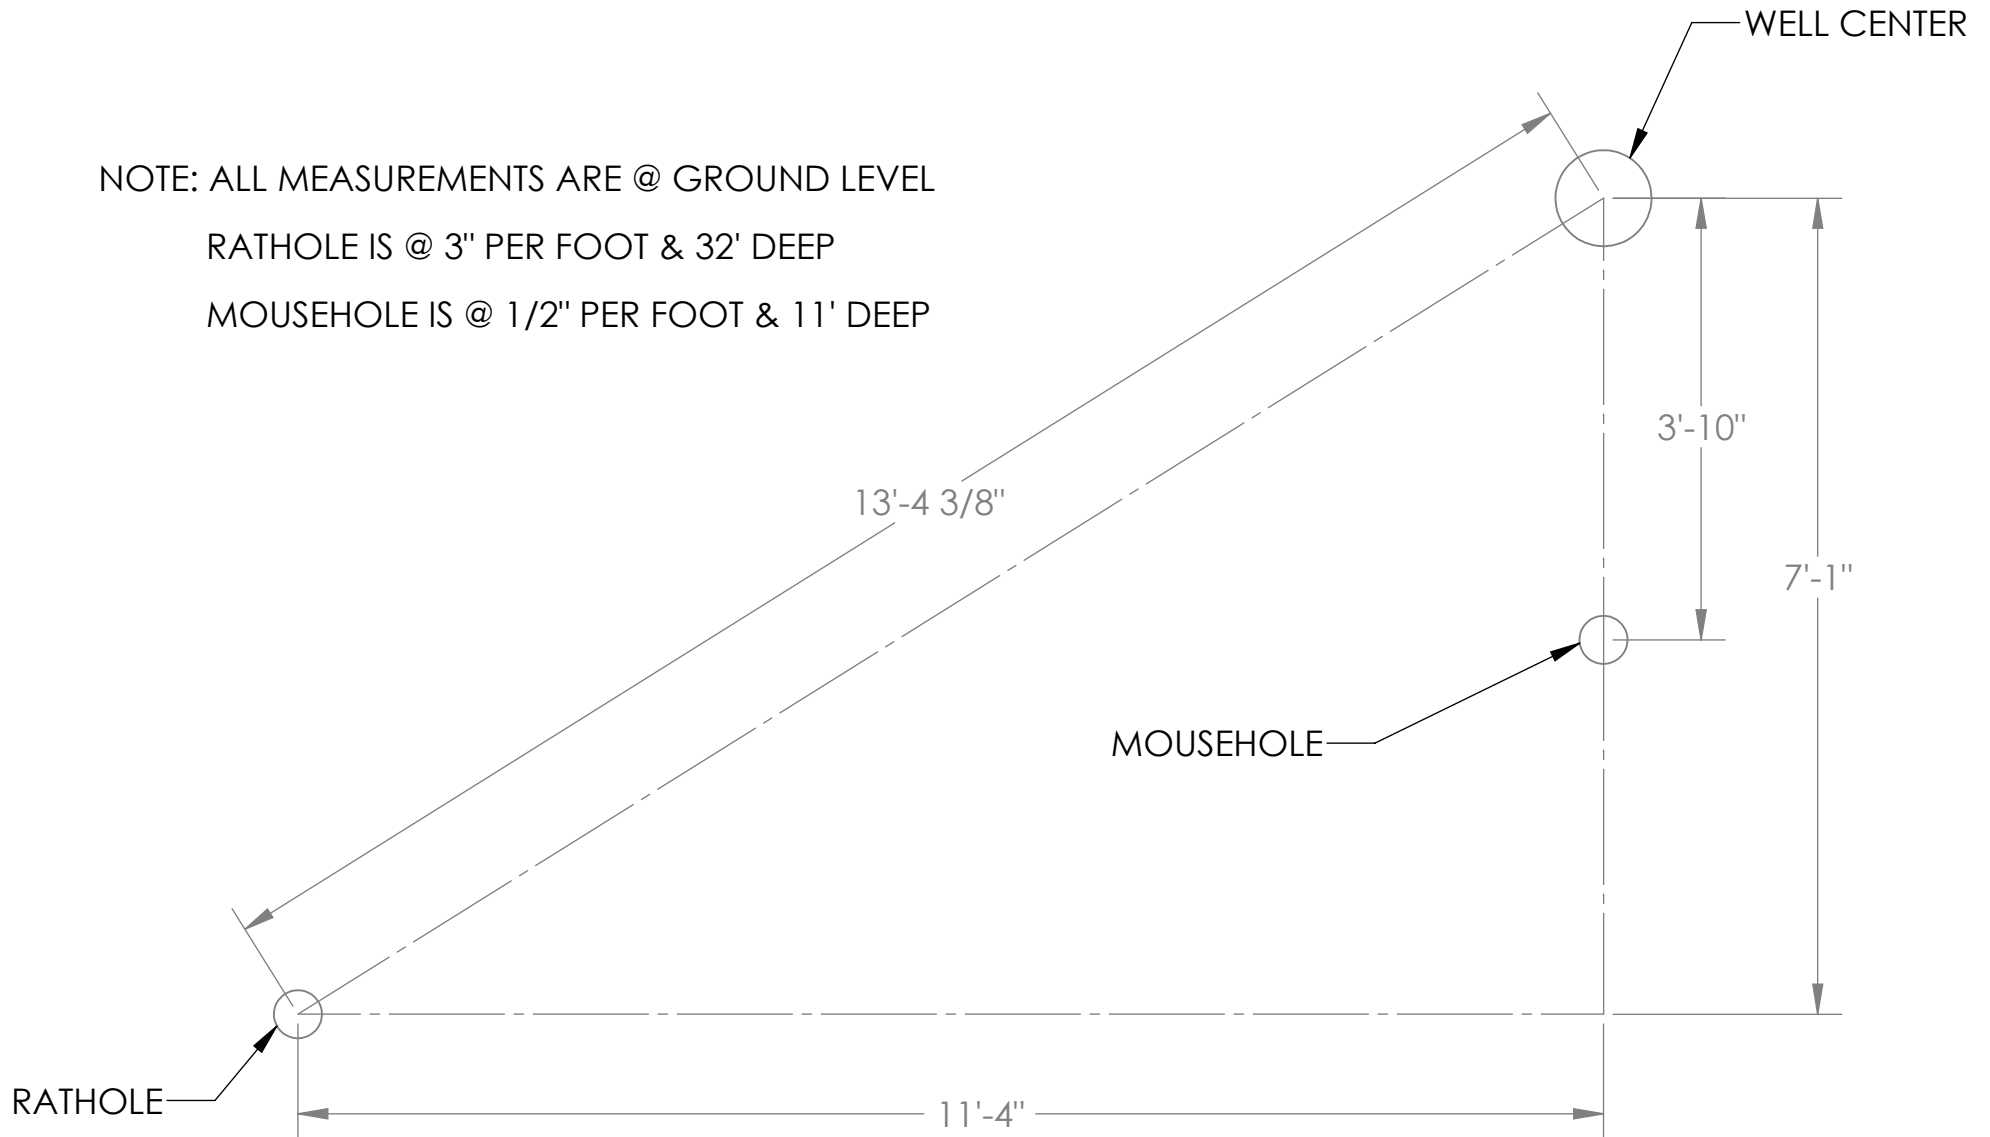 WELL CENTER
NOTE: ALL MEASUREMENTS ARE @ GROUND LEVEL
RATHOLE IS @ 3" PER FOOT & 32' DEEP
MOUSEHOLE IS @ 1/2" PER FOOT & 11' DEEP
3'-10"
13'-4 3/8"
7'-1"
MOUSEHOLE
RATHOLE
11'-4"